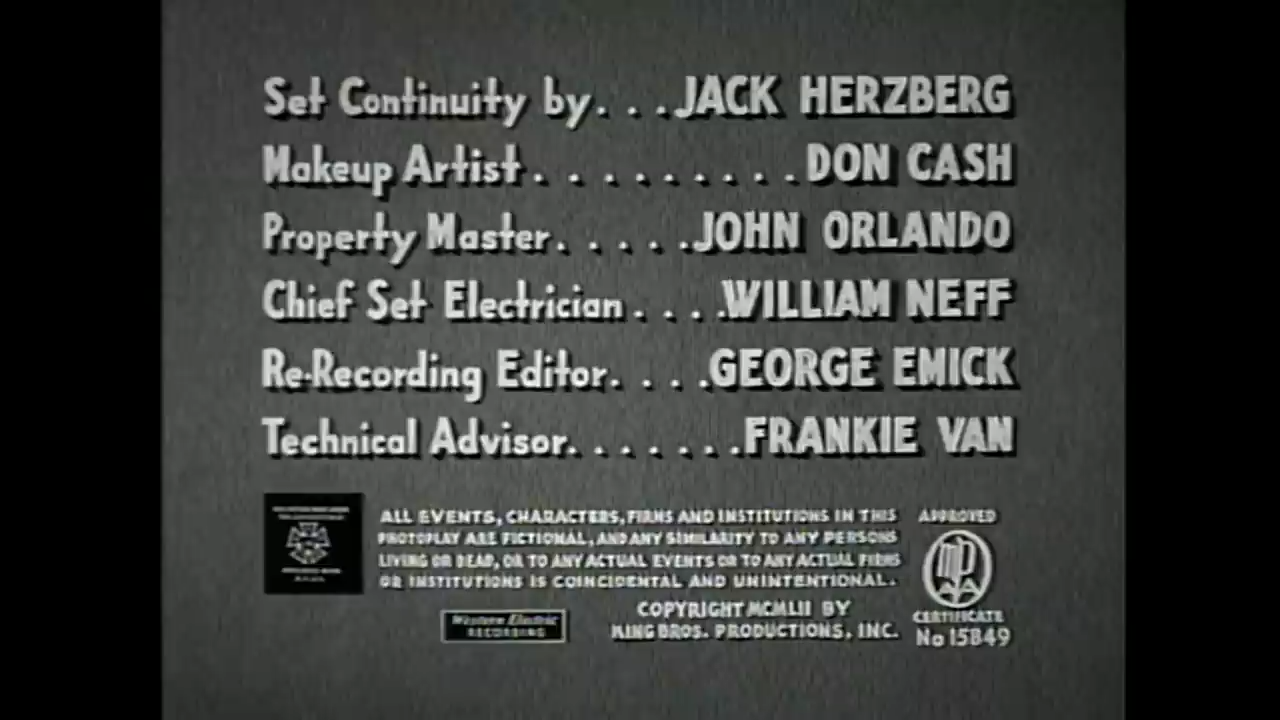 Set Continuity by. . . JACK HERZBERG
Makeup Artist . . . . . . . . . DON CASH
Property Master. . . . . JOHN ORLANDO
Chief Set Electrician . . . . WILLIAM NEFF
Re-Recording Editor. . . . GEORGE EMICK
Technical Advisor. . . . . . . FRANKIE VAN
ALL EVENTS, CHARACTERS, FIRMS AND INSTITUTIONS IN THIS
PHOTOPLAY ARE FICTIONAL, AND ANY SIMILARITY TO ANY PERSONS
LIVING OR DEAD, OR TO ANY ACTUAL EVENTS OR TO ANY ACTUAL FIRMS
OR INSTITUTIONS IS COINCIDENTAL AND UNINTENTIONAL.
APPROVED
CERTIFICATE
No 15849
Western Electric
RECORDING
COPYRIGHT MCMLII BY
KING BROS. PRODUCTIONS, INC.